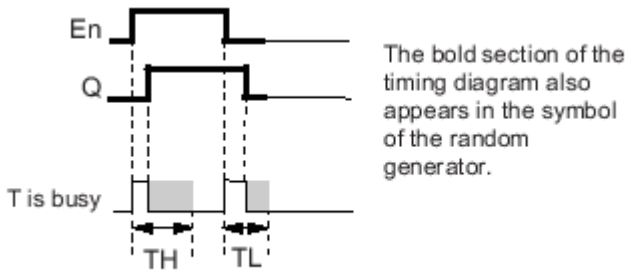 En
Q
T is busy
TH
TL
The bold section of the
timing diagram also
appears in the symbol
of the random
generator.